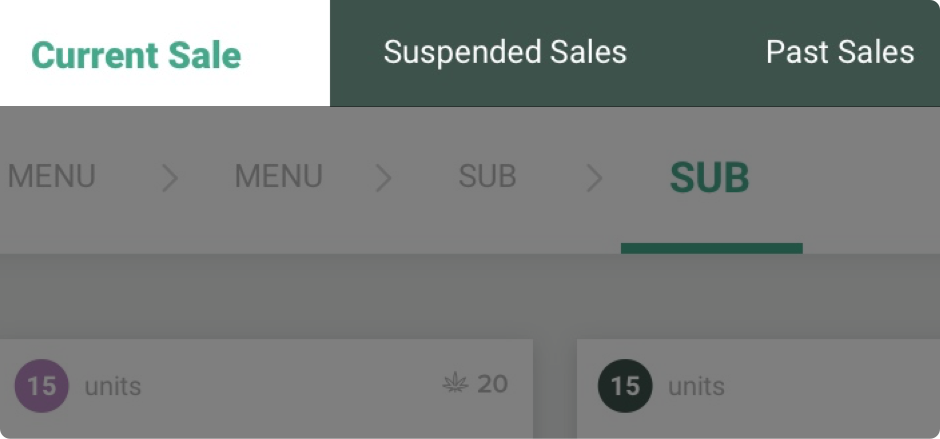 Current Sale Suspended Sales Past Sales
MENU MENU SUB SUB
15 units 20 15 units